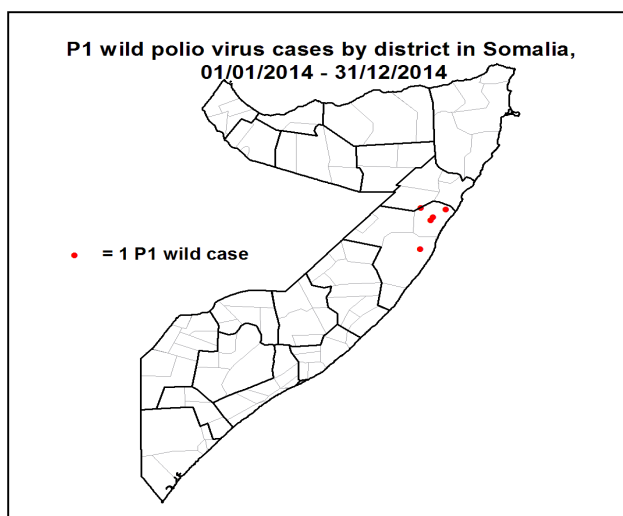 P1 wild polio virus cases by district in Somalia,
01/01/2014 - 31/12/2014
= 1 P1 wild case